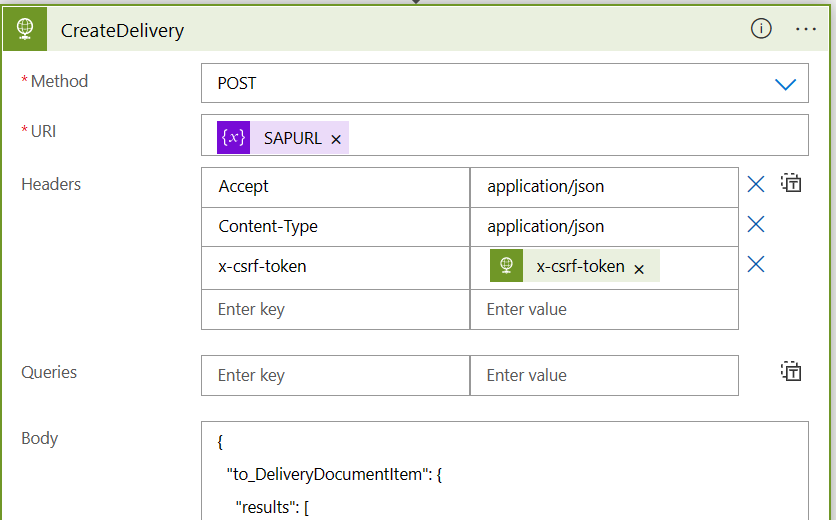 CreateDelivery
* Method POST
* URI {x} SAPURL ×
Headers Accept application/json
Content-Type application/json
x-csrf-token x-csrf-token ×
Enter key Enter value
Queries Enter key Enter value
Body {
"to_DeliveryDocumentItem": {
"results": [